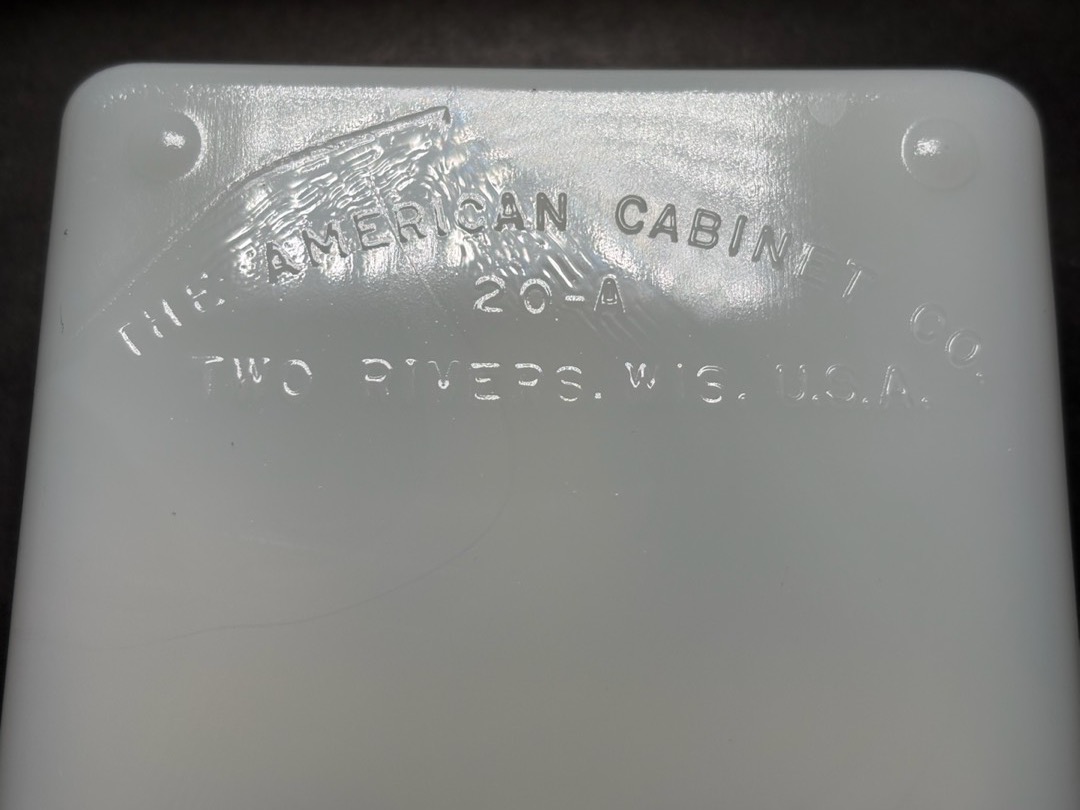 THE AMERICAN CABINET CO.
20-A
TWO RIVERS. WIS. U.S.A.